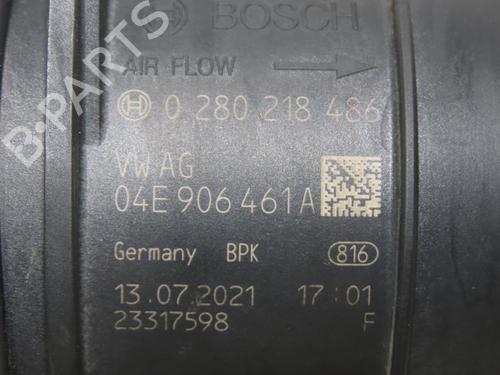 BOSCH
AIR FLOW
0 280 218 486
VW AG
04E 906 461 A
Germany BPK 816
13.07.2021 17:01
23317598 F
B-PARTS